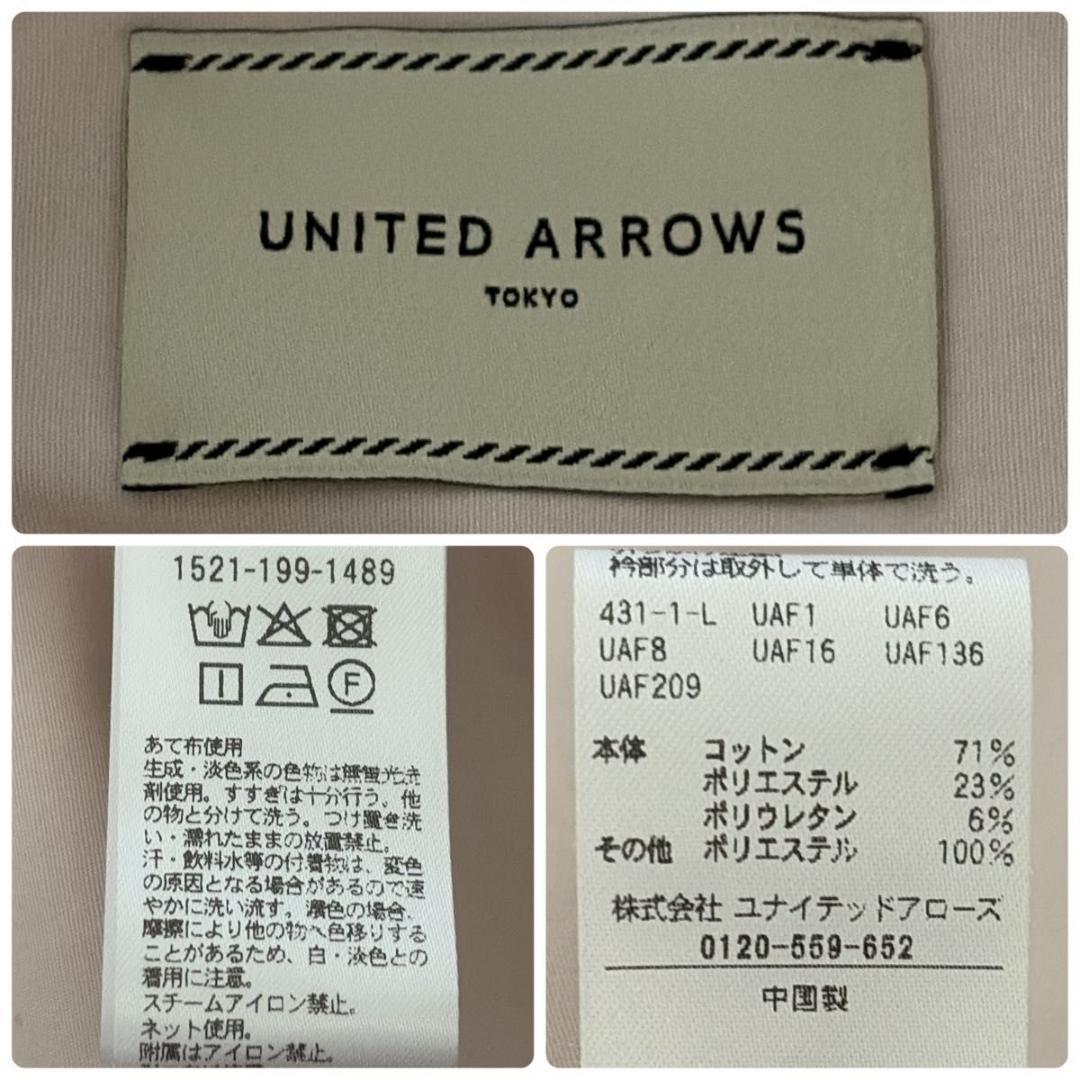 UNITED ARROWS
TOKYO
1521-199-1489
F
あて布使用
生成・淡色系の色物は無蛍光洗
剤使用。すすぎは十分行う。他
の物と分けて洗う。つけ置き洗
い・濡れたままの放置禁止。
汗・飲料水等の付着物は、変色
の原因となる場合があるので速
やかに洗い流す。濃色の場合、
摩擦により他の物へ色移りする
ことがあるため、白・淡色との
着用に注意。
スチームアイロン禁止。
ネット使用。
附属はアイロン禁止。
衿部分は取外して単体で洗う。
431-1-L UAF1 UAF6
UAF8 UAF16 UAF136
UAF209
本体 コットン 71%
ポリエステル 23%
ポリウレタン 6%
その他 ポリエステル 100%
株式会社 ユナイテッドアローズ
0120-559-652
中国製